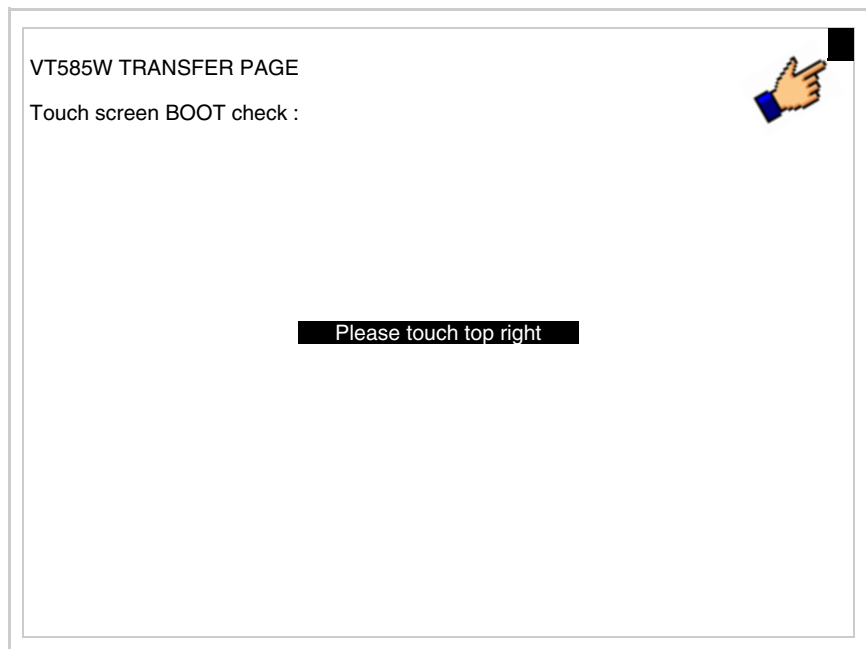 VT585W TRANSFER PAGE
Touch screen BOOT check :
Please touch top right